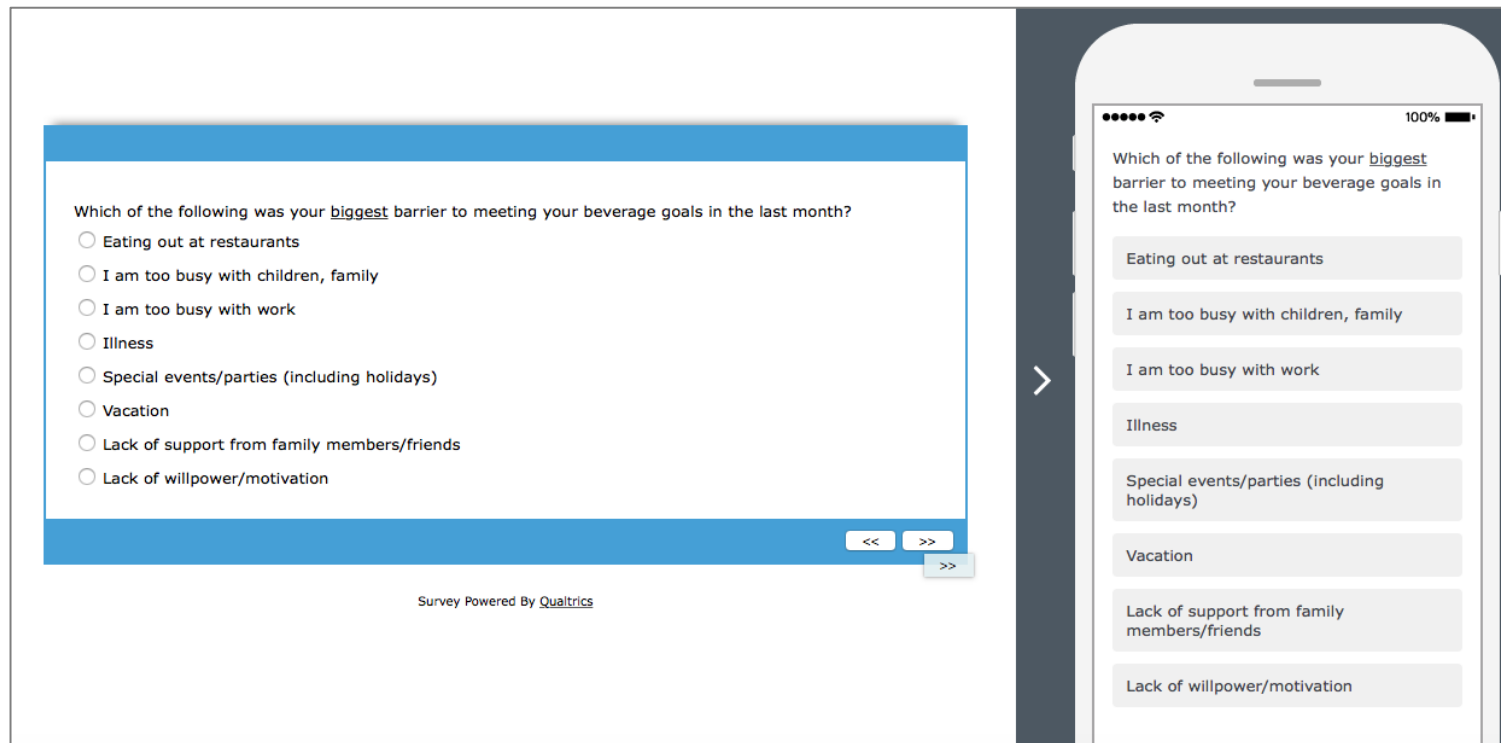 Which of the following was your biggest barrier to meeting your beverage goals in the last month?
Eating out at restaurants
I am too busy with children, family
I am too busy with work
Illness
Special events/parties (including holidays)
Vacation
Lack of support from family members/friends
Lack of willpower/motivation
<< >>
>>
Survey Powered By Qualtrics
100%
Which of the following was your biggest
barrier to meeting your beverage goals in
the last month?
Eating out at restaurants
I am too busy with children, family
I am too busy with work
Illness
Special events/parties (including
holidays)
Vacation
Lack of support from family
members/friends
Lack of willpower/motivation